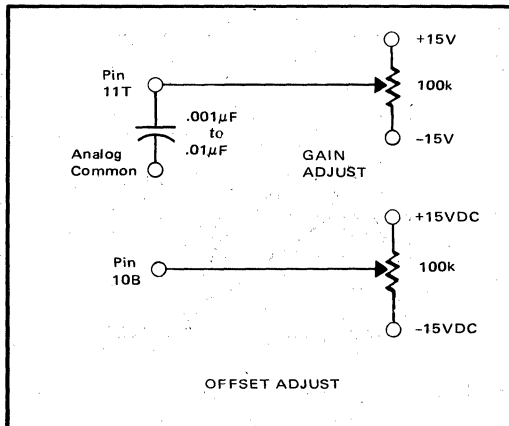 +15V
Pin
11T
100k
.001µF
to
.01µF
-15V
Analog
Common
GAIN
ADJUST
+15VDC
Pin
10B
100k
-15VDC
OFFSET ADJUST